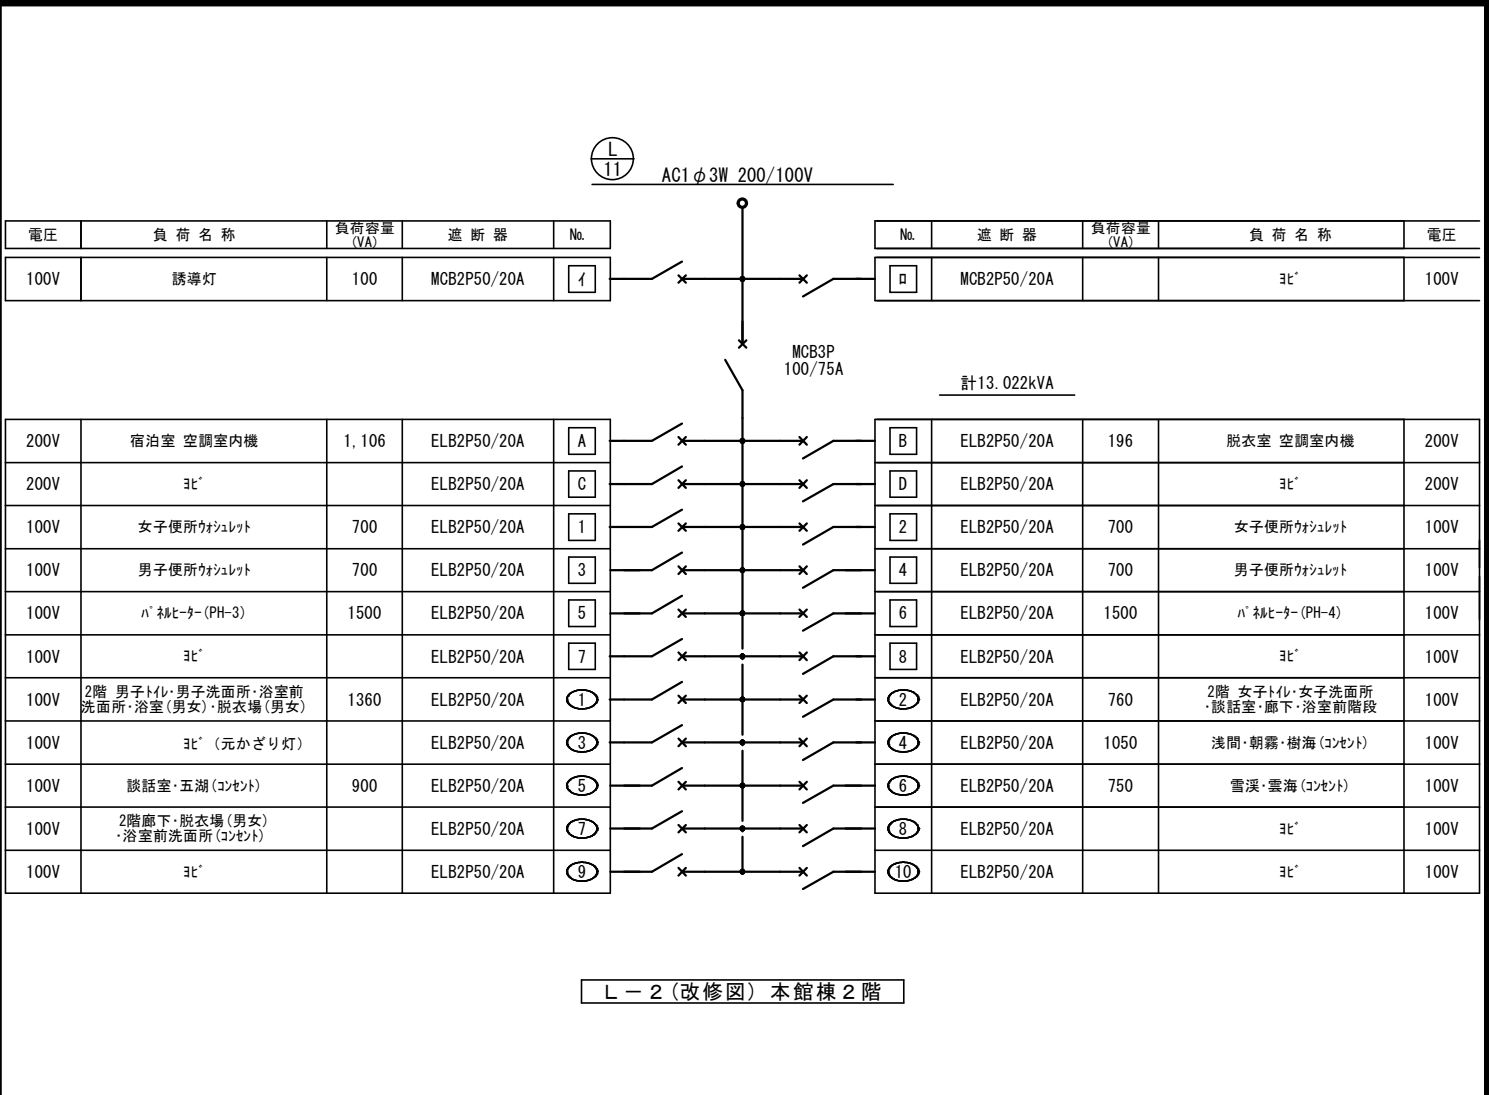 L
11
AC1φ3W 200/100V
電圧 負荷名称 負荷容量(VA) 遮断器 No. No. 遮断器 負荷容量(VA) 負荷名称 電圧
100V 誘導灯 100 MCB2P50/20A イ ロ MCB2P50/20A ﾖﾋﾞ 100V
MCB3P
100/75A
計13.022kVA
200V 宿泊室 空調室内機 1,106 ELB2P50/20A A B ELB2P50/20A 196 脱衣室 空調室内機 200V
200V ﾖﾋﾞ ELB2P50/20A C D ELB2P50/20A ﾖﾋﾞ 200V
100V 女子便所ｳｫｼｭﾚｯﾄ 700 ELB2P50/20A 1 2 ELB2P50/20A 700 女子便所ｳｫｼｭﾚｯﾄ 100V
100V 男子便所ｳｫｼｭﾚｯﾄ 700 ELB2P50/20A 3 4 ELB2P50/20A 700 男子便所ｳｫｼｭﾚｯﾄ 100V
100V ﾊﾟﾈﾙﾋｰﾀｰ(PH-3) 1500 ELB2P50/20A 5 6 ELB2P50/20A 1500 ﾊﾟﾈﾙﾋｰﾀｰ(PH-4) 100V
100V ﾖﾋﾞ ELB2P50/20A 7 8 ELB2P50/20A ﾖﾋﾞ 100V
100V 2階 男子ﾄｲﾚ･男子洗面所･浴室前
洗面所･浴室(男女)･脱衣場(男女) 1360 ELB2P50/20A 1 2 ELB2P50/20A 760 2階 女子ﾄｲﾚ･女子洗面所
･談話室･廊下･浴室前階段 100V
100V ﾖﾋﾞ (元かざり灯) ELB2P50/20A 3 4 ELB2P50/20A 1050 浅間･朝霧･樹海(ｺﾝｾﾝﾄ) 100V
100V 談話室･五湖(ｺﾝｾﾝﾄ) 900 ELB2P50/20A 5 6 ELB2P50/20A 750 雪渓･雲海(ｺﾝｾﾝﾄ) 100V
100V 2階廊下･脱衣場(男女)
･浴室前洗面所(ｺﾝｾﾝﾄ) ELB2P50/20A 7 8 ELB2P50/20A ﾖﾋﾞ 100V
100V ﾖﾋﾞ ELB2P50/20A 9 10 ELB2P50/20A ﾖﾋﾞ 100V
Ｌ－２(改修図) 本館棟２階